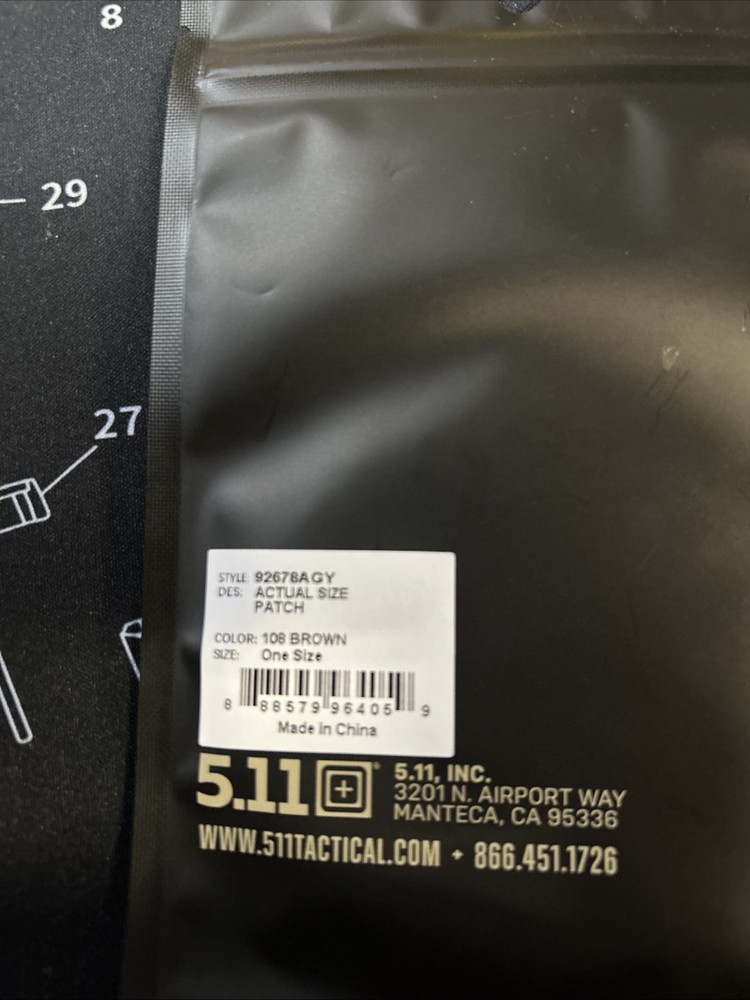 8
29
27
STYLE: 92678AGY
DES: ACTUAL SIZE
PATCH
COLOR: 108 BROWN
SIZE: One Size
8 88579 96405 9
Made in China
5.11®
5.11, INC.
3201 N. AIRPORT WAY
MANTECA, CA 95336
WWW.511TACTICAL.COM + 866.451.1726